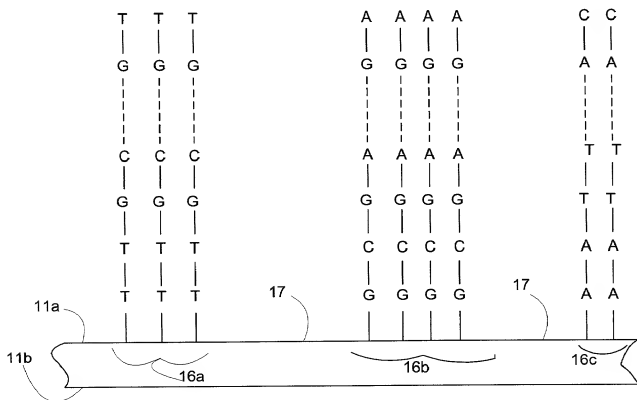 T T T A A A A C C
G G G G G G G A A
C C C A A A A T T
G G G G G G G T T
T T T C C C C A A
T T T G G G G A A
11a 17 17
11b 16a 16b 16c